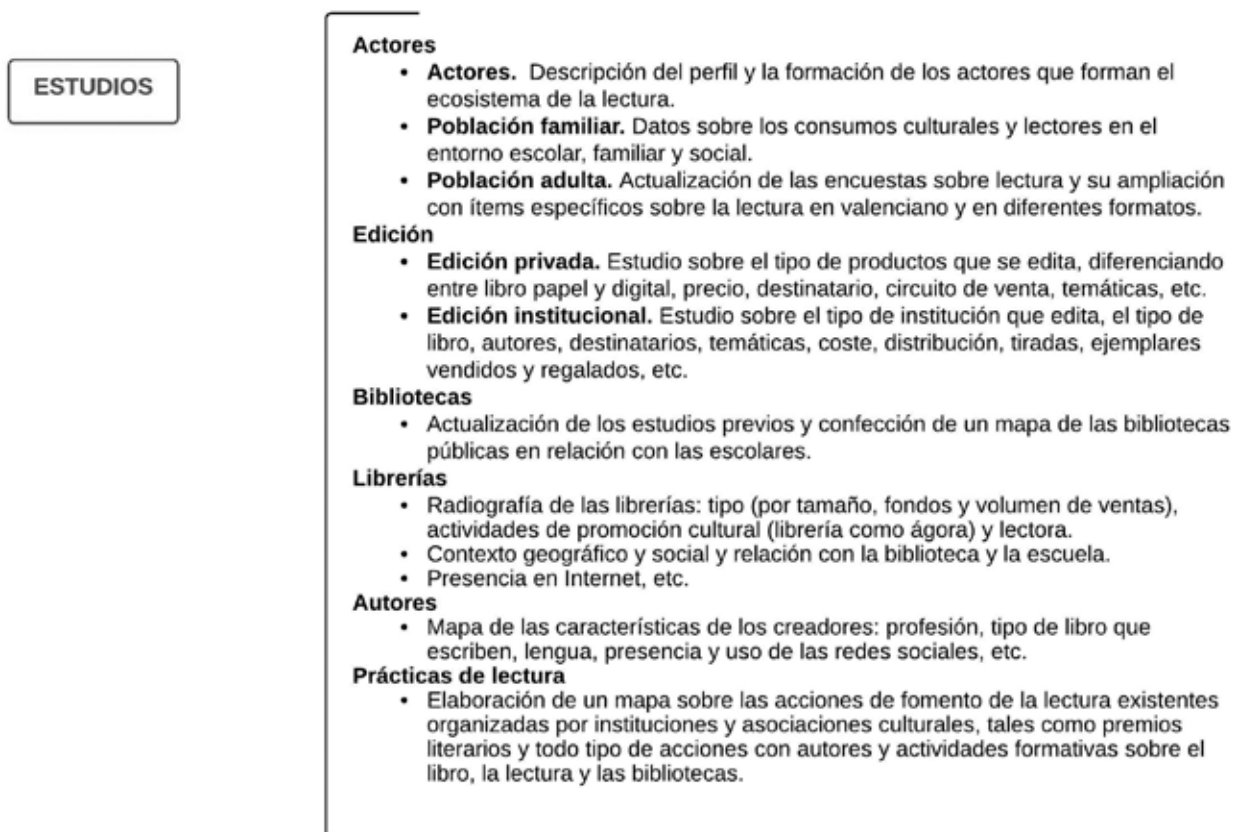 ESTUDIOS
Actores
• Actores. Descripción del perfil y la formación de los actores que forman el
ecosistema de la lectura.
• Población familiar. Datos sobre los consumos culturales y lectores en el
entorno escolar, familiar y social.
• Población adulta. Actualización de las encuestas sobre lectura y su ampliación
con ítems específicos sobre la lectura en valenciano y en diferentes formatos.
Edición
• Edición privada. Estudio sobre el tipo de productos que se edita, diferenciando
entre libro papel y digital, precio, destinatario, circuito de venta, temáticas, etc.
• Edición institucional. Estudio sobre el tipo de institución que edita, el tipo de
libro, autores, destinatarios, temáticas, coste, distribución, tiradas, ejemplares
vendidos y regalados, etc.
Bibliotecas
• Actualización de los estudios previos y confección de un mapa de las bibliotecas
públicas en relación con las escolares.
Librerías
• Radiografía de las librerías: tipo (por tamaño, fondos y volumen de ventas),
actividades de promoción cultural (librería como ágora) y lectora.
• Contexto geográfico y social y relación con la biblioteca y la escuela.
• Presencia en Internet, etc.
Autores
• Mapa de las características de los creadores: profesión, tipo de libro que
escriben, lengua, presencia y uso de las redes sociales, etc.
Prácticas de lectura
• Elaboración de un mapa sobre las acciones de fomento de la lectura existentes
organizadas por instituciones y asociaciones culturales, tales como premios
literarios y todo tipo de acciones con autores y actividades formativas sobre el
libro, la lectura y las bibliotecas.